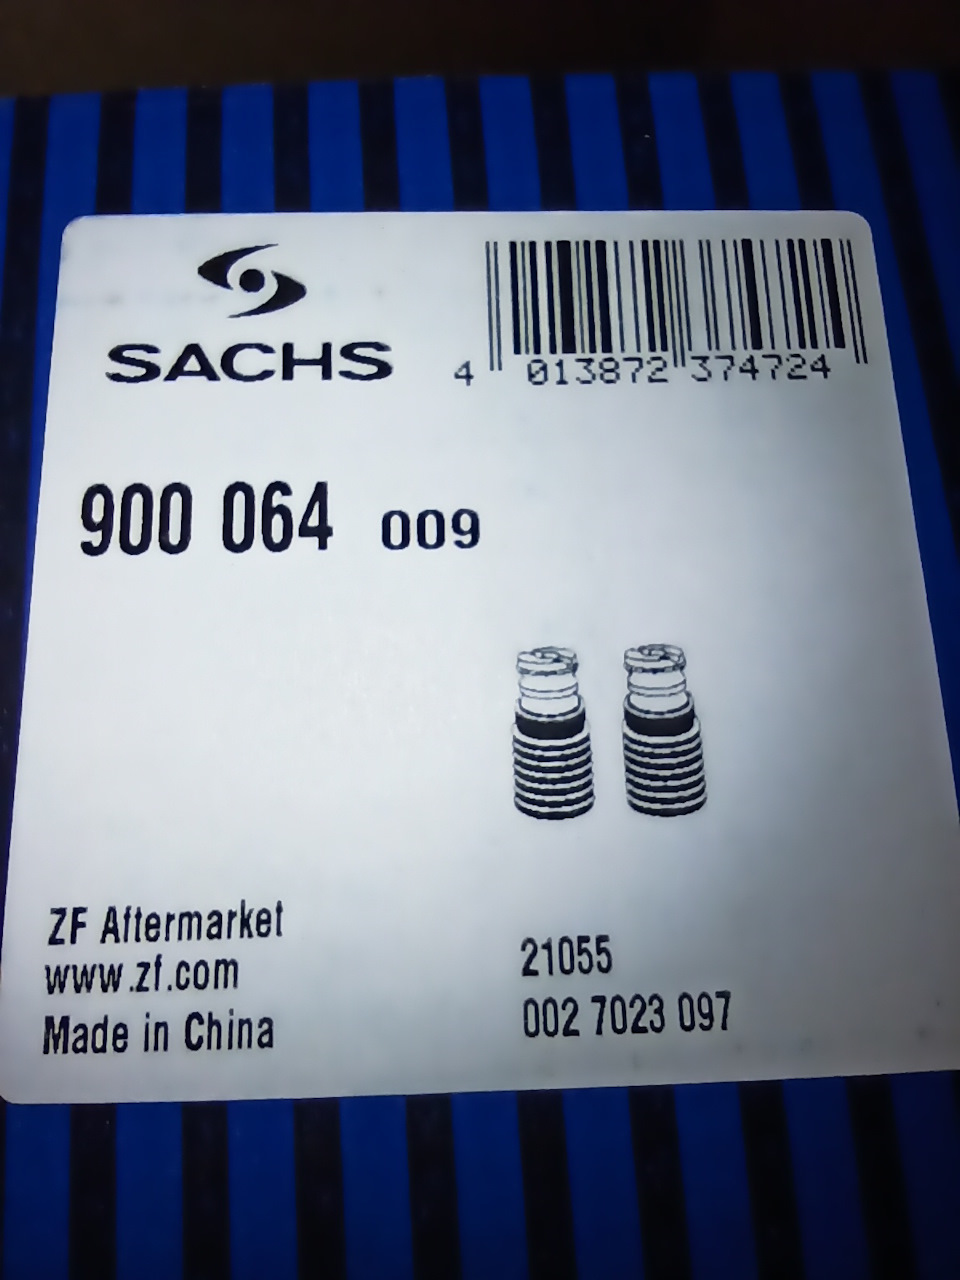 SACHS
4 013872 374724
900 064 009
ZF Aftermarket
www.zf.com
Made in China
21055
002 7023 097